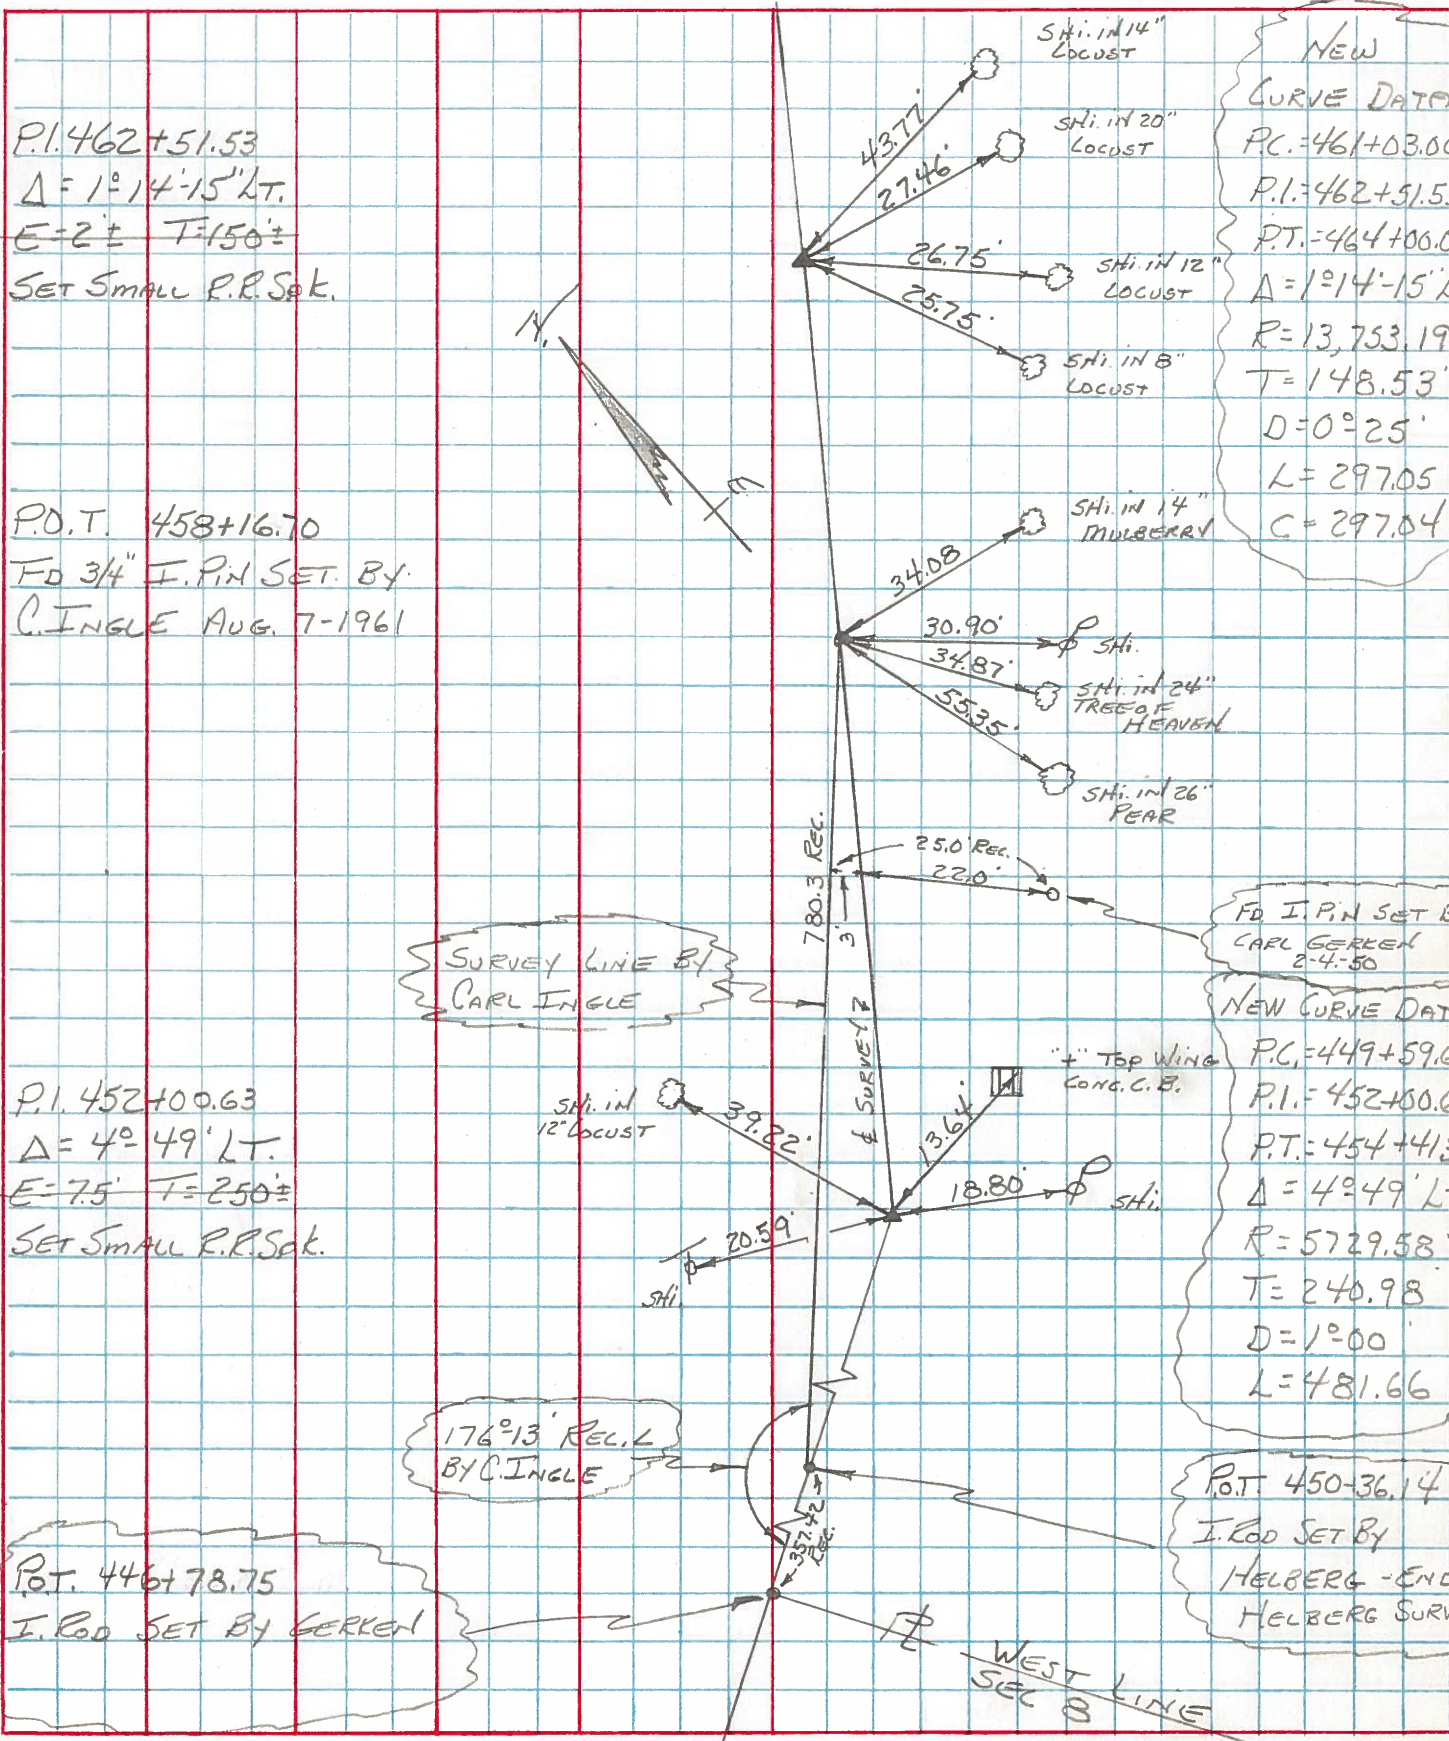 P.I. 462+51.53
Δ = 1°-14'-15" LT.
E=2'± T=150'±
SET SMALL R.R. SPK.
P.O.T. 458+16.70
FD 3/4" I. PIN SET BY
C. INGLE AUG. 7-1961
P.I. 452+00.63
Δ = 4°-49' LT.
E=7.5' T=250'±
SET SMALL R.R. SPK.
P.O.T. 446+78.75
I. ROD SET BY GERKEN
N.
SHi. in 14"
LOCUST
43.77'
SHi. in 20"
LOCUST
27.46'
26.75'
SHi. in 12"
LOCUST
25.75'
SHi. in 8"
LOCUST
34.08
SHi. in 14"
MULBERRY
30.90'
SHi.
34.87'
SHi. in 24"
TREE OF
HEAVEN
55.35'
SHi. in 26"
PEAR
780.3 REC.
25.0' REC.
22.0'
3'
SURVEY LINE BY
CARL INGLE
℄ SURVEY
SHi. in
12" LOCUST
39.22'
13.64'
"+" TOP WING
CONC. C.B.
18.80'
SHi.
20.59'
SHi.
176°-13' REC. ∠
BY C. INGLE
357.42
REC.
WEST LINE
SEC 8
NEW
CURVE DATA
P.C.=461+03.00
P.I.=462+51.5
P.T.=464+00.0
Δ=1°-14'-15" L
R=13,753.19
T=148.53'
D=0°-25'
L=297.05
C=297.04
FD. I. PIN SET B
CARL GERKEN
2-4-50
NEW CURVE DAT
P.C.=449+59.6
P.I.=452+00.6
P.T.=454+41.3
Δ=4°-49' L
R=5729.58'
T=240.98
D=1°-00'
L=481.66
P.O.T. 450-36.14
I. ROD SET BY
HELBERG - END
HELBERG SURV